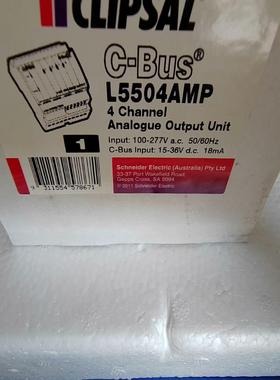 CLIPSAL
C-Bus®
L5504AMP
4 Channel
Analogue Output Unit
Input: 100-277V a.c. 50/60Hz
C-Bus Input: 15-36V d.c. 18mA
1
Schneider Electric (Australia) Pty Ltd
33-37 Port Wakefield Road
Gepps Cross, SA 5094
© 2011 Schneider Electric
9 311554 578671